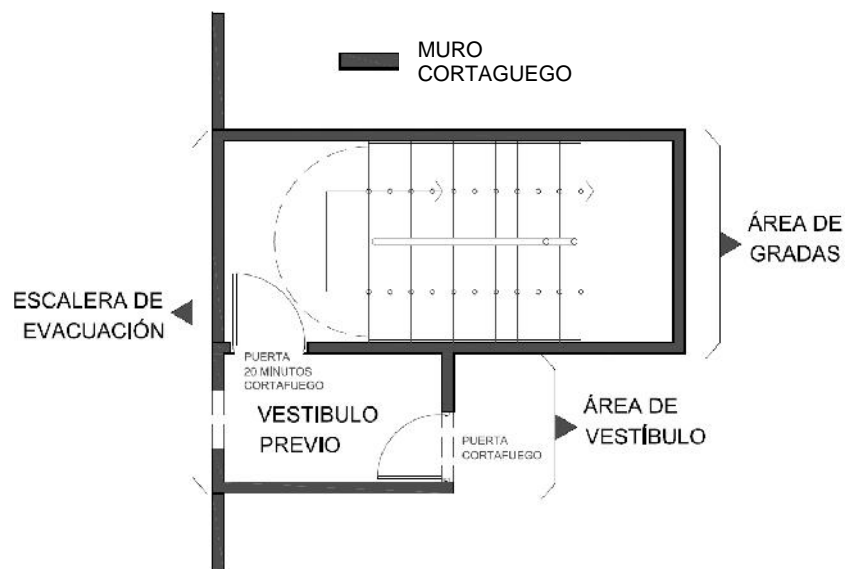 MURO
CORTAGUEGO
ÁREA DE
GRADAS
ESCALERA DE
EVACUACIÓN
PUERTA
20 MINUTOS
CORTAFUEGO
VESTIBULO
PREVIO
PUERTA
CORTAFUEGO
ÁREA DE
VESTÍBULO